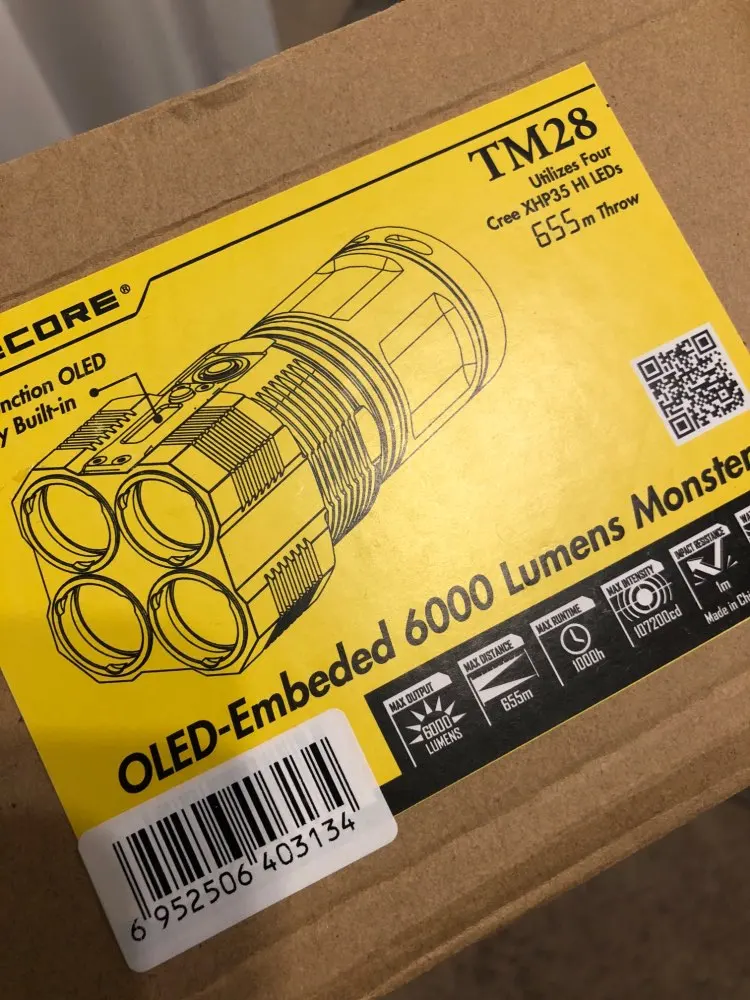 TM28
Utilizes Four
Cree XHP35 HI LEDs
655m Throw
ECORE®
nction OLED
y Built-in
OLED-Embeded 6000 Lumens Monster
MAX OUTPUT
6000
LUMENS
MAX DISTANCE
655m
MAX RUNTIME
1000h
MAX INTENSITY
107200cd
IMPACT RESISTANCE
1m
Made in Chi
6 952506 403134